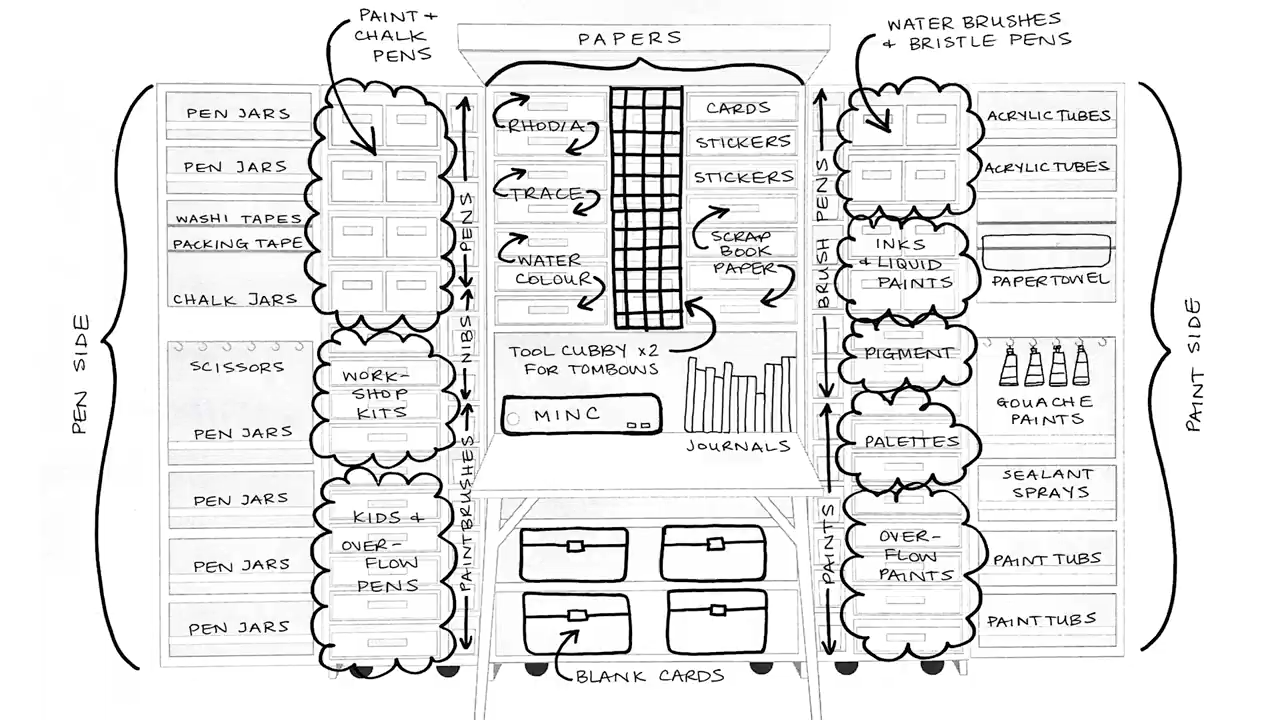 PAINT +
CHALK
PENS
PAPERS
WATER BRUSHES
& BRISTLE PENS
PEN SIDE
PEN JARS
PEN JARS
WASHI TAPES
PACKING TAPE
CHALK JARS
SCISSORS
PEN JARS
PEN JARS
PEN JARS
PEN JARS
WORK-
SHOP
KITS
KIDS &
OVER-
FLOW
PENS
PENS
NIBS
PAINTBRUSHES
RHODIA
TRACE
WATER
COLOUR
CARDS
STICKERS
STICKERS
SCRAP
BOOK
PAPER
TOOL CUBBY x2
FOR TOMBOWS
MINC
JOURNALS
BLANK CARDS
BRUSH PENS
PAINTS
INKS
& LIQUID
PAINTS
PIGMENT
PALETTES
OVER-
FLOW
PAINTS
ACRYLIC TUBES
ACRYLIC TUBES
PAPERTOWEL
GOUACHE
PAINTS
SEALANT
SPRAYS
PAINT TUBS
PAINT TUBS
PAINT SIDE